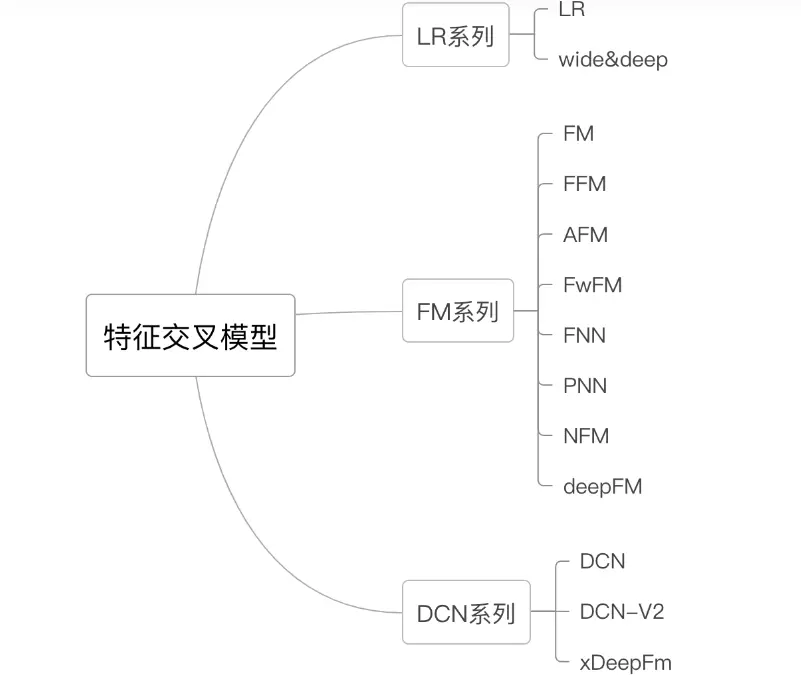 特征交叉模型
LR系列
LR
wide&deep
FM系列
FM
FFM
AFM
FwFM
FNN
PNN
NFM
deepFM
DCN系列
DCN
DCN-V2
xDeepFm